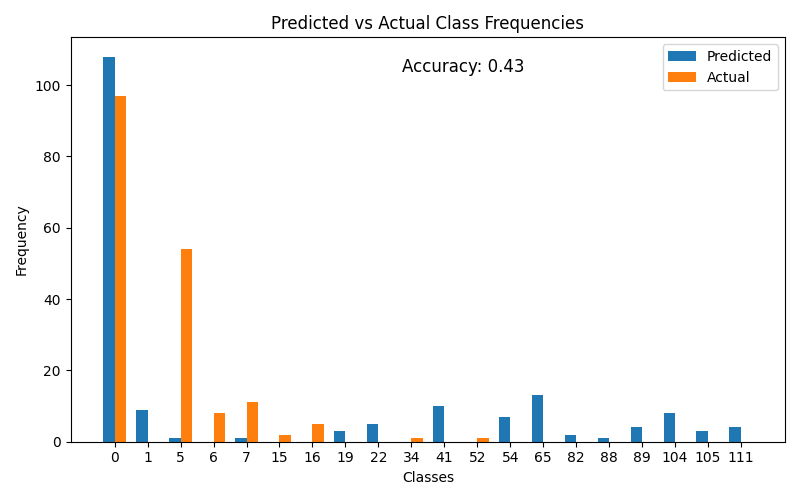 Predicted vs Actual Class Frequencies
Accuracy: 0.43
Predicted
Actual
Frequency
100
80
60
40
20
0
0 1 5 6 7 15 16 19 22 34 41 52 54 65 82 88 89 104 105 111
Classes